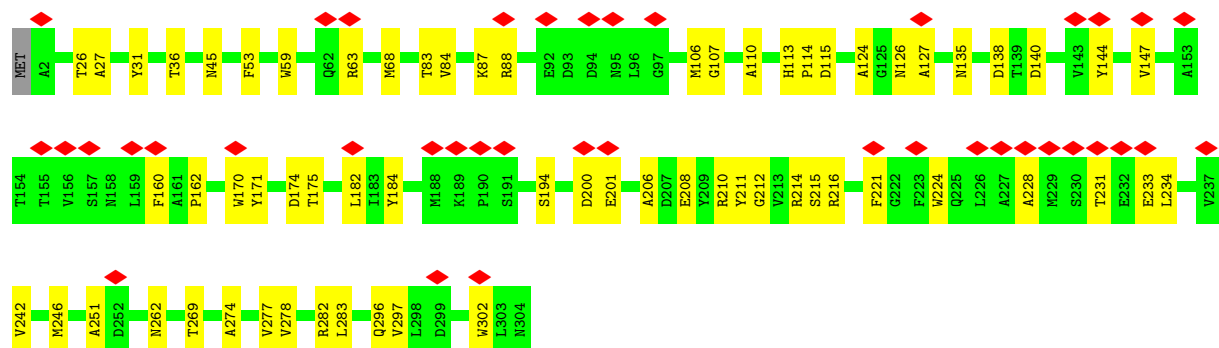 MET A2 T26 A27 Y31 T36 N45 F53 W59 Q62 R63 M68 T83 V84 K87 R88 E92 D93 D94 N95 L96 G97 M106 G107 A110 H113 P114 D115 A124 G125 N126 A127 N135 D138 T139 D140 V143 Y144 V147 A153
T154 T155 V156 S157 N158 L159 F160 A161 P162 W170 Y171 D174 T175 L182 I183 Y184 M188 K189 P190 S191 S194 D200 E201 A206 D207 E208 Y209 R210 Y211 G212 V213 R214 S215 R216 F221 G222 F223 W224 Q225 L226 A227 A228 M229 S230 T231 E232 E233 L234 V237
V242 M246 A251 D252 N262 T269 A274 V277 V278 R282 L283 Q296 V297 L298 D299 W302 L303 N304